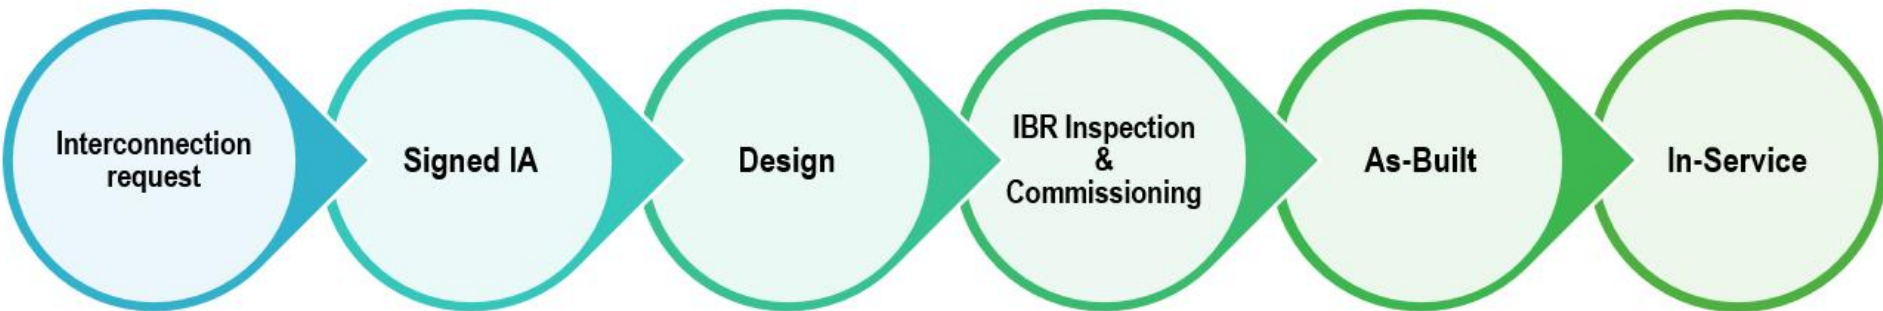 Interconnection
request
Signed IA
Design
IBR Inspection
&
Commissioning
As-Built
In-Service